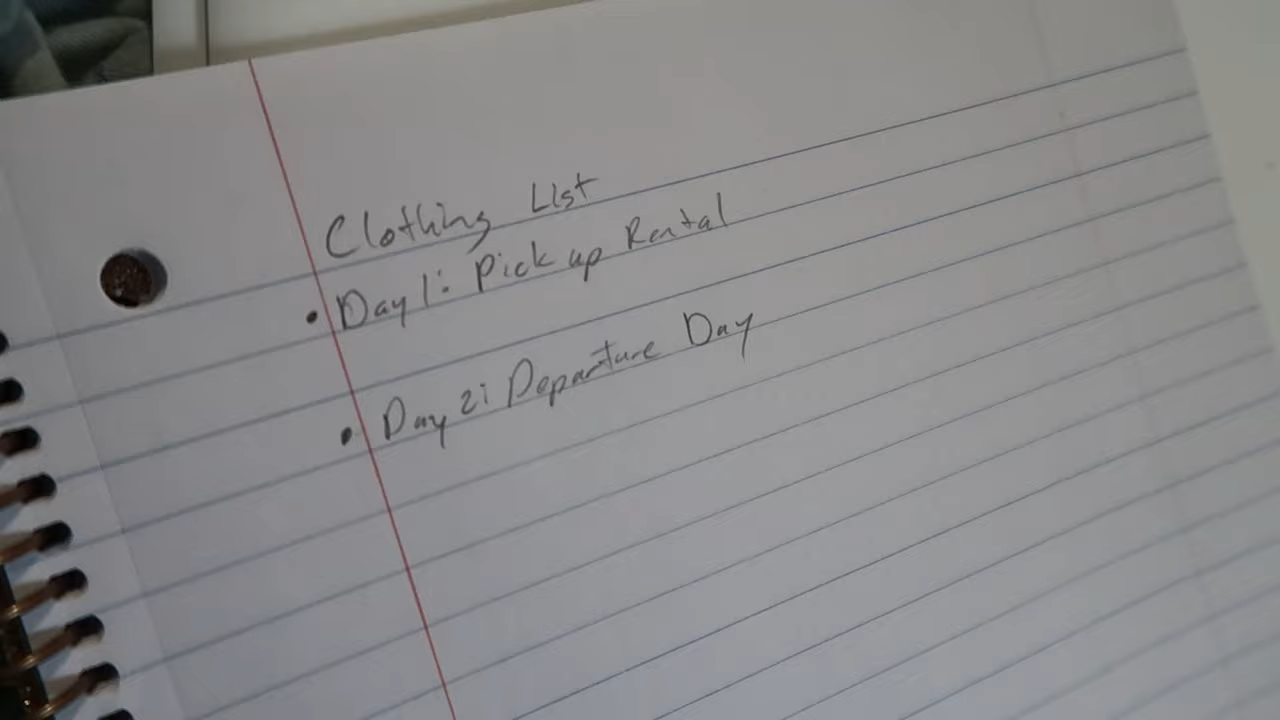 Clothing List
• Day 1: Pick up Rental
• Day 2: Departure Day